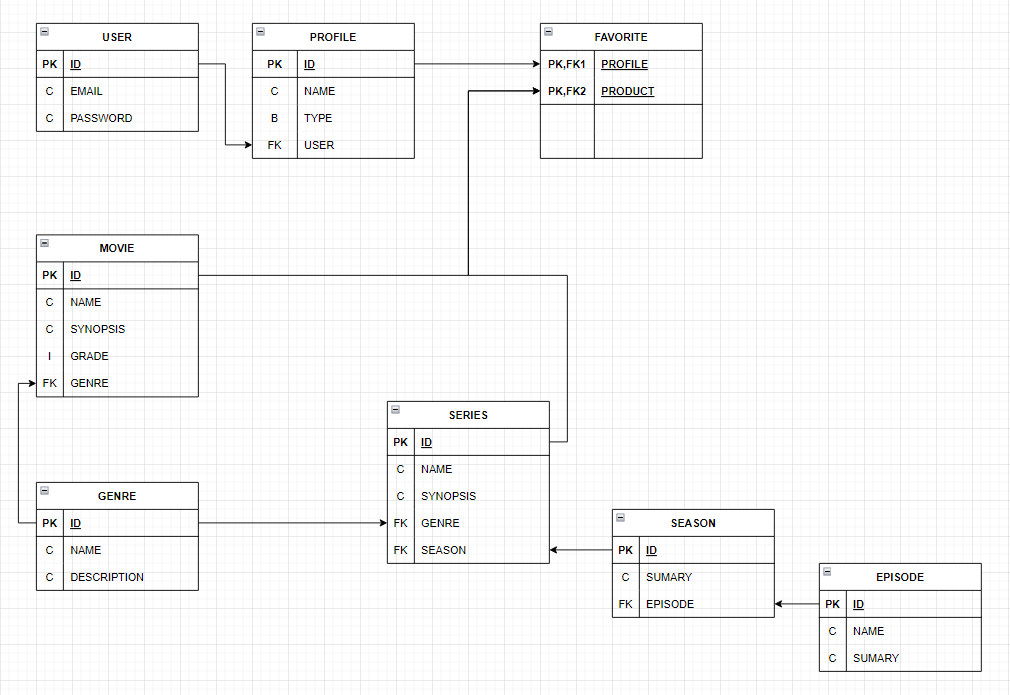 USER
PK ID
C EMAIL
C PASSWORD
PROFILE
PK ID
C NAME
B TYPE
FK USER
FAVORITE
PK,FK1 PROFILE
PK,FK2 PRODUCT
MOVIE
PK ID
C NAME
C SYNOPSIS
I GRADE
FK GENRE
SERIES
PK ID
C NAME
C SYNOPSIS
FK GENRE
FK SEASON
GENRE
PK ID
C NAME
C DESCRIPTION
SEASON
PK ID
C SUMARY
FK EPISODE
EPISODE
PK ID
C NAME
C SUMARY